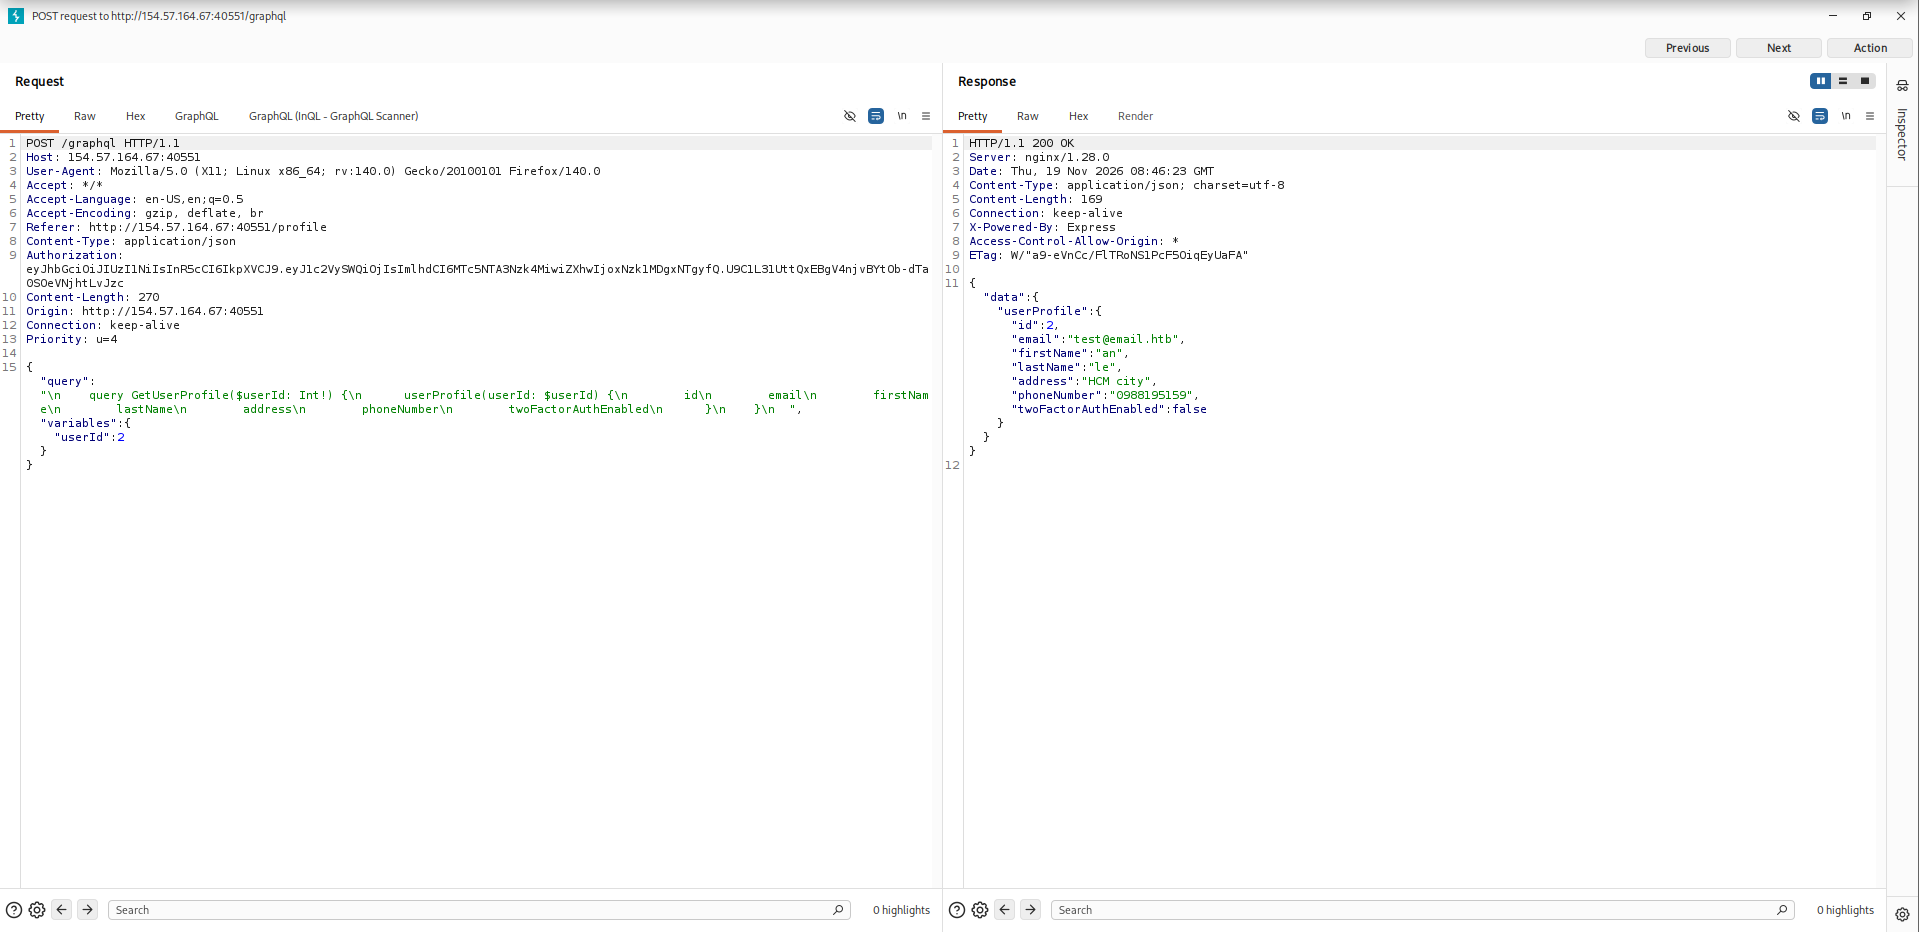 POST request to http://154.57.164.67:40551/graphql
Previous Next Action
Request
Pretty Raw Hex GraphQL GraphQL (InQL - GraphQL Scanner) \n
1 POST /graphql HTTP/1.1
2 Host: 154.57.164.67:40551
3 User-Agent: Mozilla/5.0 (X11; Linux x86_64; rv:140.0) Gecko/20100101 Firefox/140.0
4 Accept: */*
5 Accept-Language: en-US,en;q=0.5
6 Accept-Encoding: gzip, deflate, br
7 Referer: http://154.57.164.67:40551/profile
8 Content-Type: application/json
9 Authorization:
eyJhbGciOiJIUzI1NiIsInR5cCI6IkpXVCJ9.eyJ1c2VySWQiOjIsImlhdCI6MTc5NTA3Nzk4MiwiZXhwIjoxNzk1MDgxNTgyfQ.U9C1L31UttQxEBgV4njvBYtOb-dTa
0SOeVNjhtLvJzc
10 Content-Length: 270
11 Origin: http://154.57.164.67:40551
12 Connection: keep-alive
13 Priority: u=4
14
15 {
"query":
"\n    query GetUserProfile($userId: Int!) {\n      userProfile(userId: $userId) {\n        id\n        email\n        firstNam
e\n        lastName\n        address\n        phoneNumber\n        twoFactorAuthEnabled\n      }\n    }\n  ",
"variables":{
"userId":2
}
}
Search 0 highlights
Response
Pretty Raw Hex Render \n
1 HTTP/1.1 200 OK
2 Server: nginx/1.28.0
3 Date: Thu, 19 Nov 2026 08:46:23 GMT
4 Content-Type: application/json; charset=utf-8
5 Content-Length: 169
6 Connection: keep-alive
7 X-Powered-By: Express
8 Access-Control-Allow-Origin: *
9 ETag: W/"a9-eVnCc/FlTRoNS1PcF5OiqEyUaFA"
10
11 {
"data":{
"userProfile":{
"id":2,
"email":"test@email.htb",
"firstName":"an",
"lastName":"le",
"address":"HCM city",
"phoneNumber":"0988195159",
"twoFactorAuthEnabled":false
}
}
}
12
Search 0 highlights
Inspector